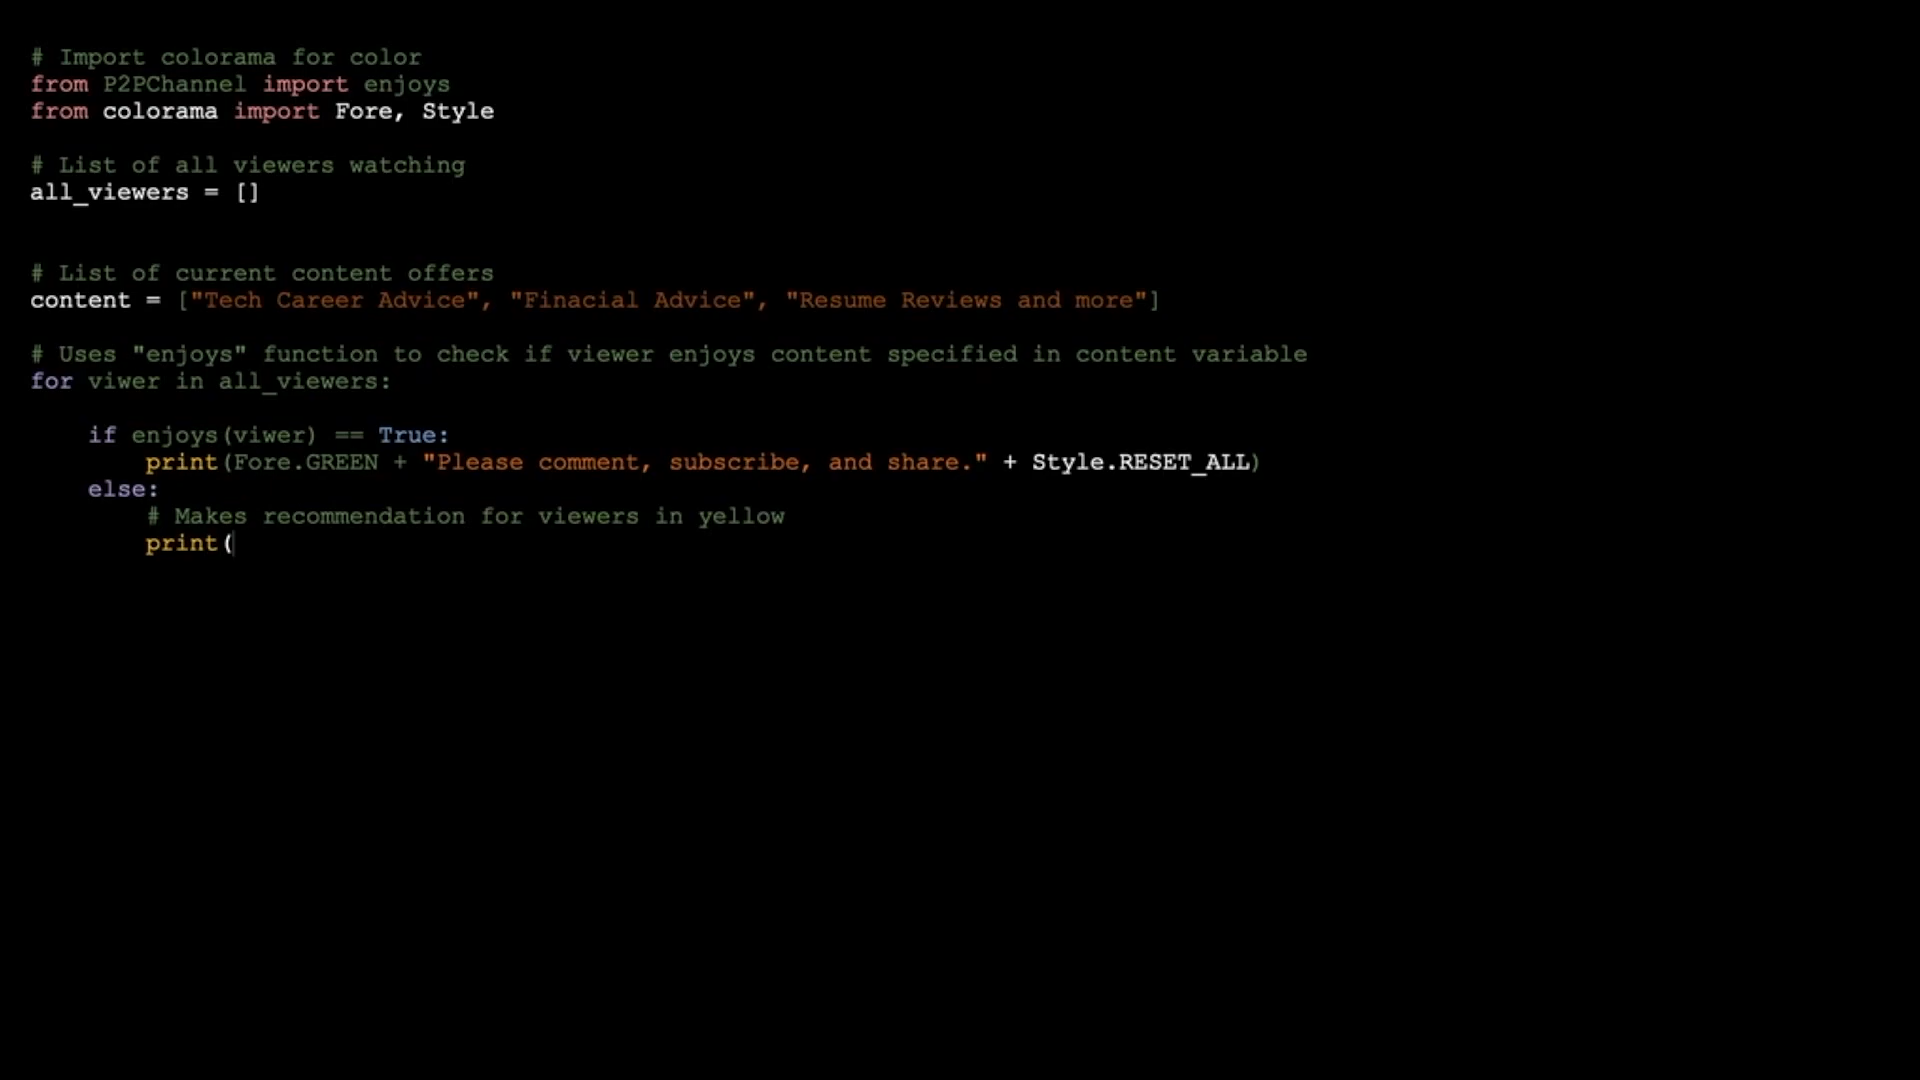 # Import colorama for color
from P2PChannel import enjoys
from colorama import Fore, Style
# List of all viewers watching
all_viewers = []
# List of current content offers
content = ["Tech Career Advice", "Finacial Advice", "Resume Reviews and more"]
# Uses "enjoys" function to check if viewer enjoys content specified in content variable
for viwer in all_viewers:
    if enjoys(viwer) == True:
        print(Fore.GREEN + "Please comment, subscribe, and share." + Style.RESET_ALL)
    else:
        # Makes recommendation for viewers in yellow
        print(